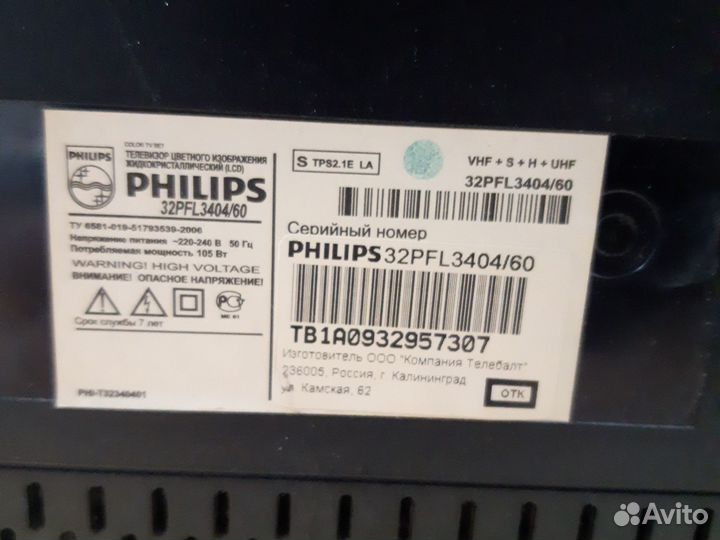 PHILIPS
COLOR TV SET
ТЕЛЕВИЗОР ЦВЕТНОГО ИЗОБРАЖЕНИЯ
ЖИДКОКРИСТАЛЛИЧЕСКИЙ (LCD)
PHILIPS
32PFL3404/60
ТУ 6581-019-51793539-2006
Напряжение питания ~220-240 В 50 Гц
Потребляемая мощность 105 Вт
WARNING! HIGH VOLTAGE
ВНИМАНИЕ! ОПАСНОЕ НАПРЯЖЕНИЕ!
Срок службы 7 лет
PHI-T32340401
S TPS2.1E LA
VHF + S + H + UHF
32PFL3404/60
Серийный номер
PHILIPS 32PFL3404/60
TB1A0932957307
Изготовитель ООО "Компания Телебалт"
236005, Россия, г. Калининград
ул. Камская, 82
ОТК
Avito